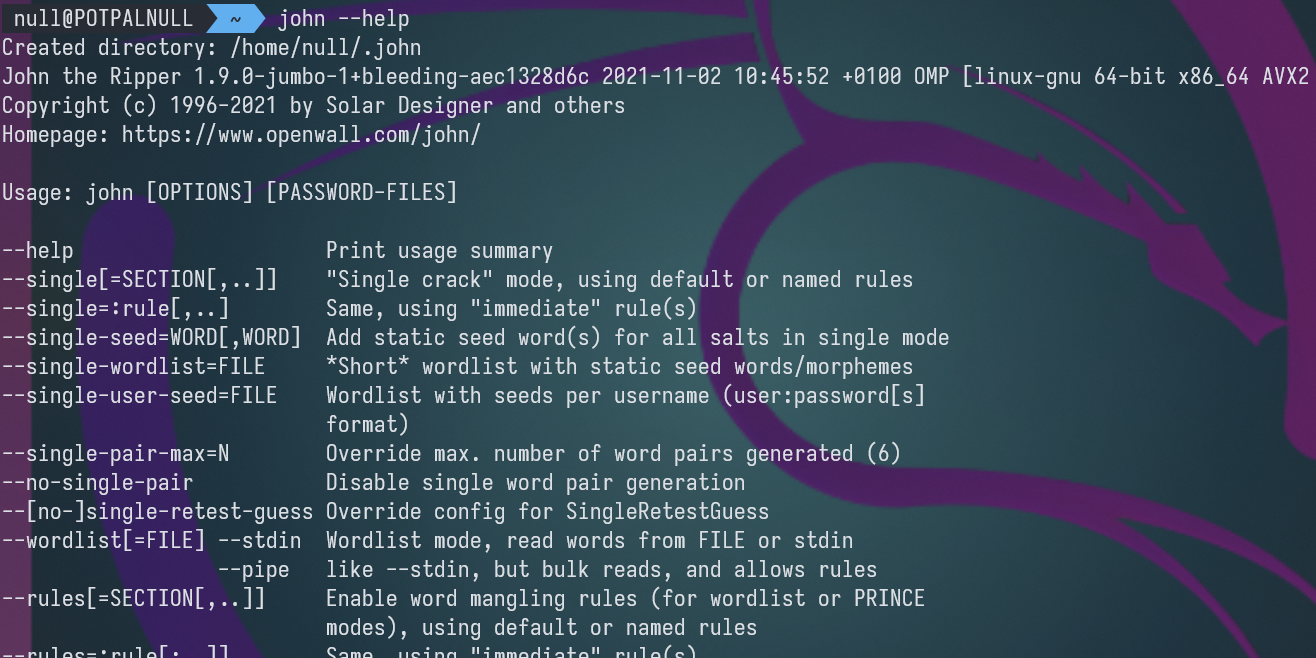 null@POTPALNULL ~ john --help
Created directory: /home/null/.john
John the Ripper 1.9.0-jumbo-1+bleeding-aec1328d6c 2021-11-02 10:45:52 +0100 OMP [linux-gnu 64-bit x86_64 AVX2
Copyright (c) 1996-2021 by Solar Designer and others
Homepage: https://www.openwall.com/john/
Usage: john [OPTIONS] [PASSWORD-FILES]
--help Print usage summary
--single[=SECTION[,..]] "Single crack" mode, using default or named rules
--single=:rule[,..] Same, using "immediate" rule(s)
--single-seed=WORD[,WORD] Add static seed word(s) for all salts in single mode
--single-wordlist=FILE *Short* wordlist with static seed words/morphemes
--single-user-seed=FILE Wordlist with seeds per username (user:password[s]
format)
--single-pair-max=N Override max. number of word pairs generated (6)
--no-single-pair Disable single word pair generation
--[no-]single-retest-guess Override config for SingleRetestGuess
--wordlist[=FILE] --stdin Wordlist mode, read words from FILE or stdin
--pipe like --stdin, but bulk reads, and allows rules
--rules[=SECTION[,..]] Enable word mangling rules (for wordlist or PRINCE
modes), using default or named rules
--rules=:rule[;..]] Same, using "immediate" rule(s)